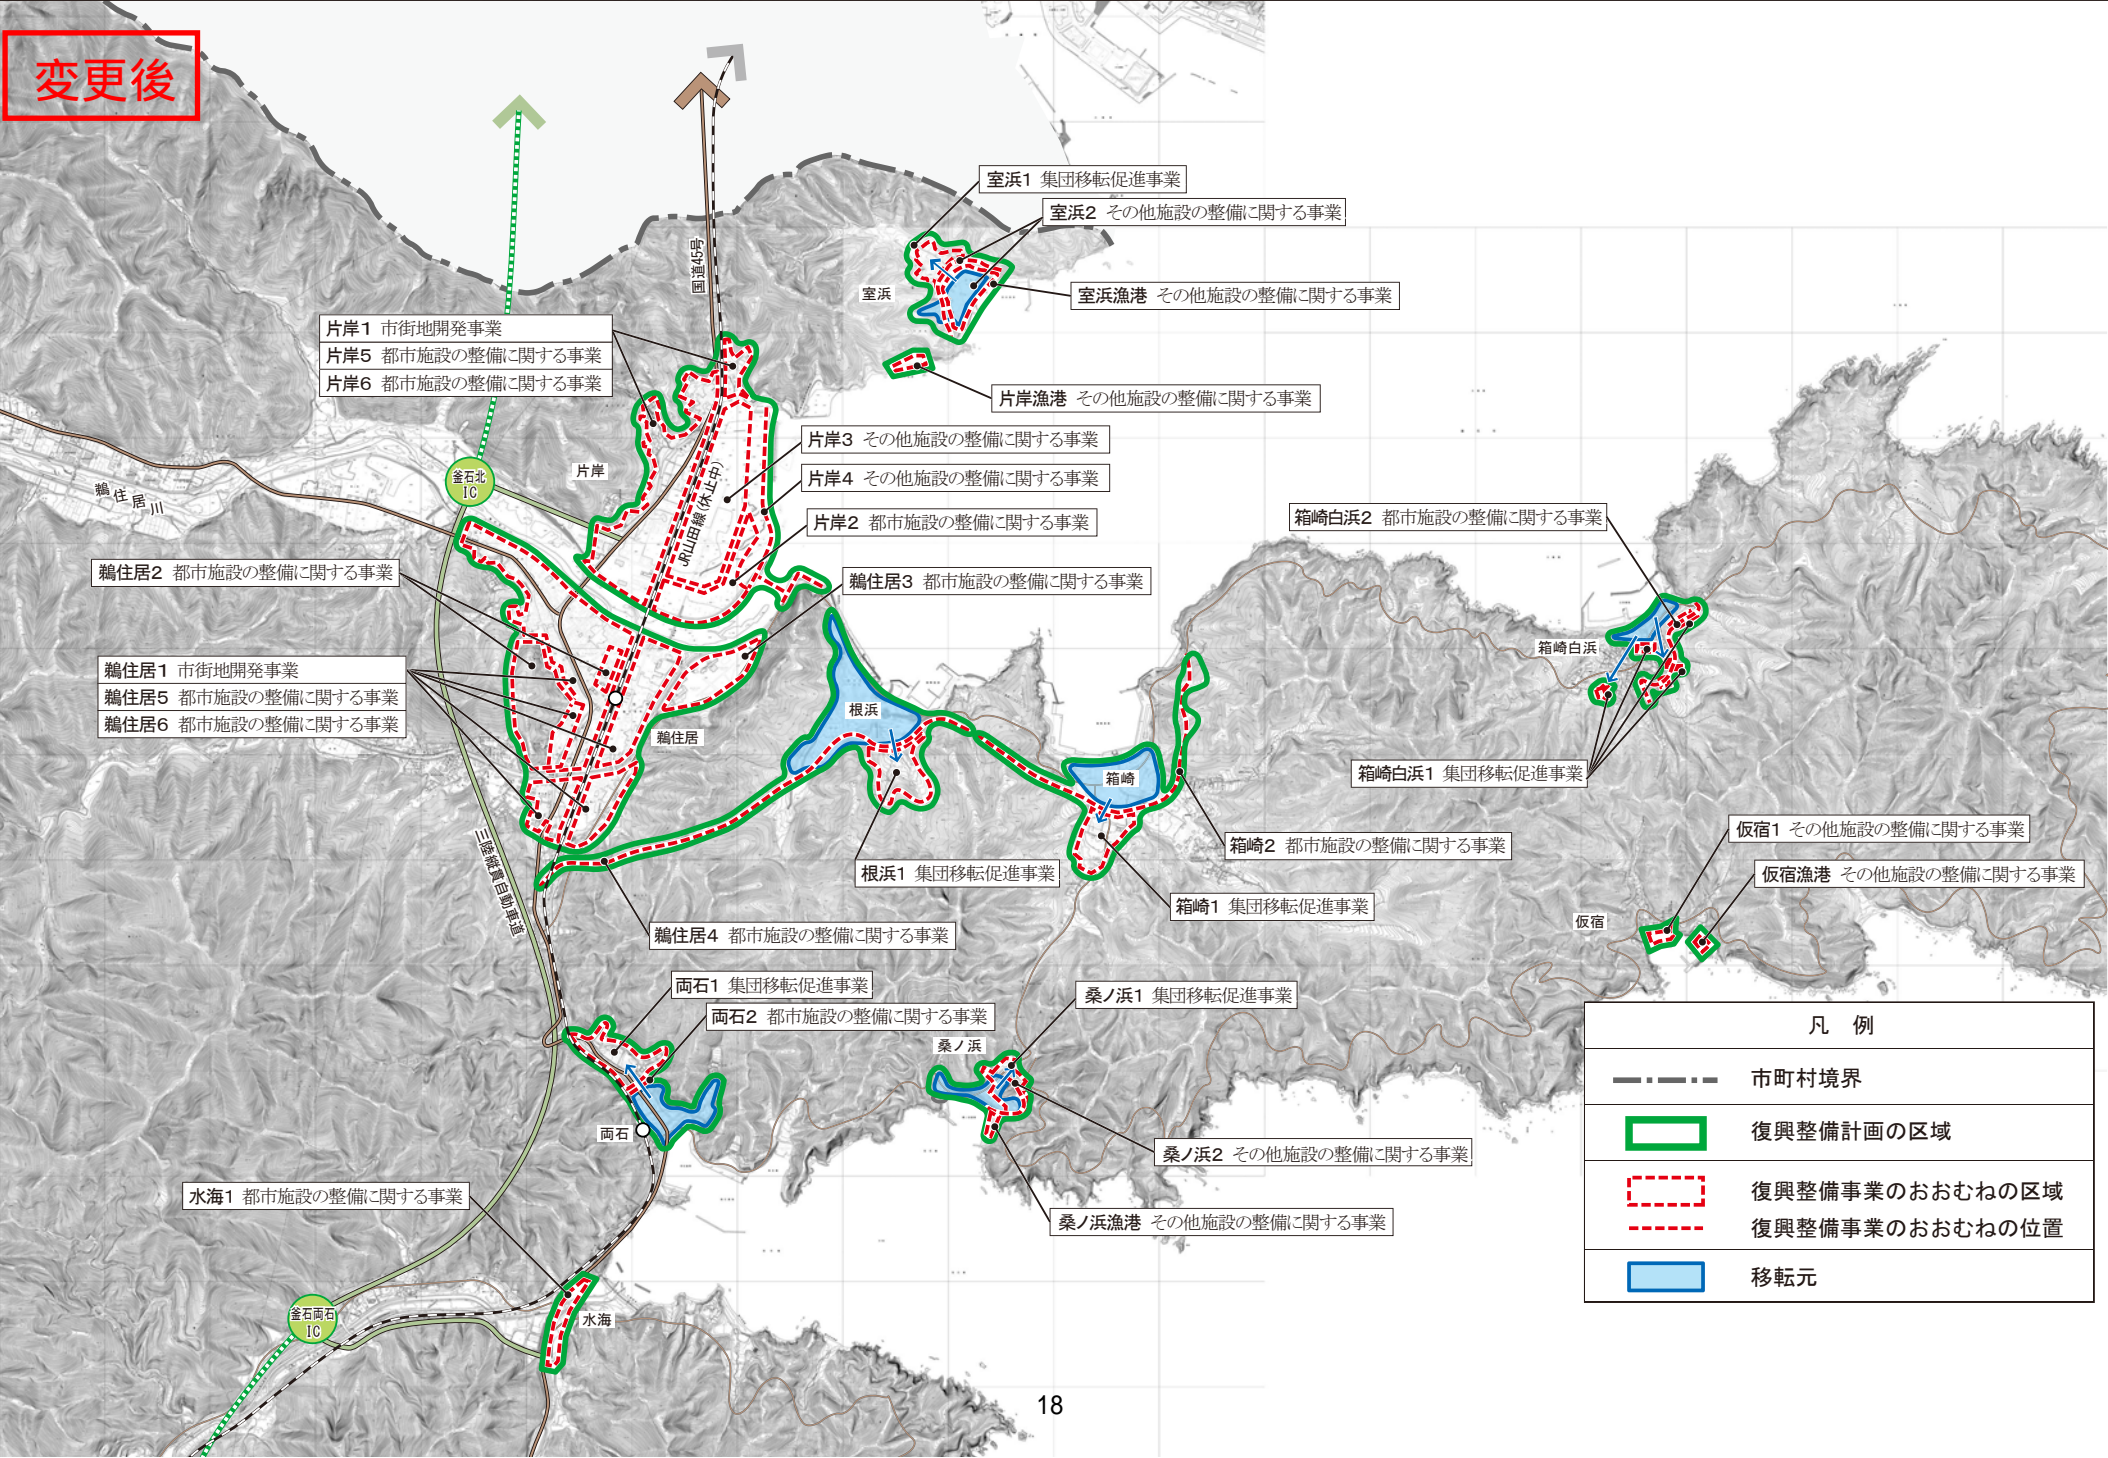 変更後
国道45号
室浜1 集団移転促進事業
室浜2 その他施設の整備に関する事業
室浜
室浜漁港 その他施設の整備に関する事業
片岸1 市街地開発事業
片岸5 都市施設の整備に関する事業
片岸6 都市施設の整備に関する事業
片岸漁港 その他施設の整備に関する事業
片岸3 その他施設の整備に関する事業
片岸
釜石北
IC
片岸4 その他施設の整備に関する事業
鵜住居川
JR山田線(休止中)
片岸2 都市施設の整備に関する事業
箱崎白浜2 都市施設の整備に関する事業
鵜住居2 都市施設の整備に関する事業
鵜住居3 都市施設の整備に関する事業
箱崎白浜
鵜住居1 市街地開発事業
鵜住居5 都市施設の整備に関する事業
鵜住居6 都市施設の整備に関する事業
根浜
鵜住居
箱崎
箱崎白浜1 集団移転促進事業
仮宿1 その他施設の整備に関する事業
箱崎2 都市施設の整備に関する事業
三陸縦貫自動車道
根浜1 集団移転促進事業
仮宿漁港 その他施設の整備に関する事業
箱崎1 集団移転促進事業
仮宿
鵜住居4 都市施設の整備に関する事業
両石1 集団移転促進事業
桑ノ浜1 集団移転促進事業
両石2 都市施設の整備に関する事業
桑ノ浜
両石
桑ノ浜2 その他施設の整備に関する事業
水海1 都市施設の整備に関する事業
桑ノ浜漁港 その他施設の整備に関する事業
釜石両石
IC
水海
凡 例
市町村境界
復興整備計画の区域
復興整備事業のおおむねの区域
復興整備事業のおおむねの位置
移転元
18